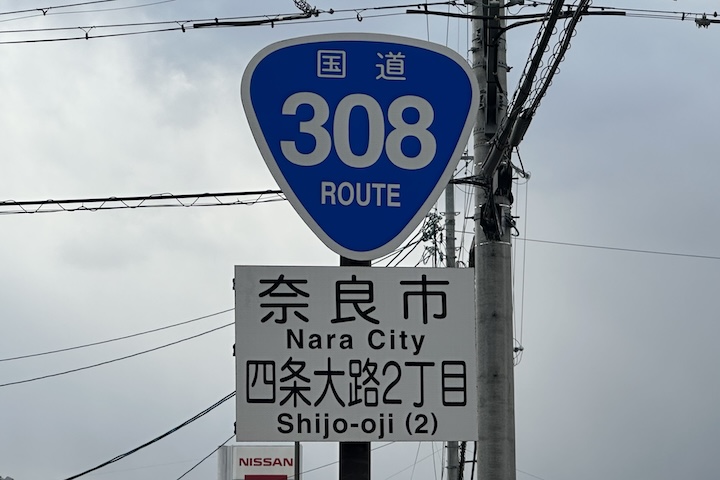 国道
308
ROUTE
奈良市
Nara City
四条大路2丁目
Shijo-oji (2)
NISSAN